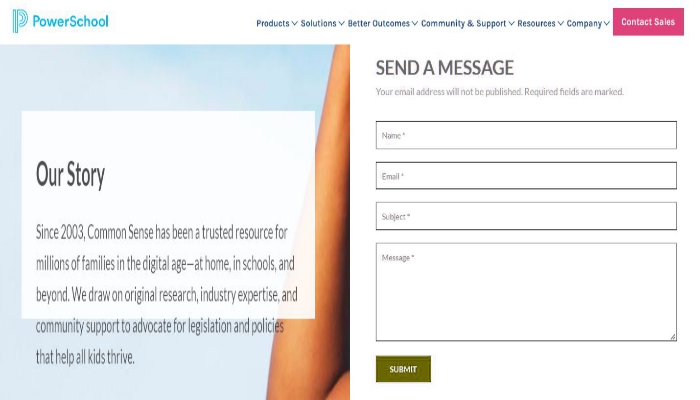 PowerSchool
Products Solutions Better Outcomes Community & Support Resources Company Contact Sales
Our Story
Since 2003, Common Sense has been a trusted resource for
millions of families in the digital age—at home, in schools, and
beyond. We draw on original research, industry expertise, and
community support to advocate for legislation and policies
that help all kids thrive.
SEND A MESSAGE
Your email address will not be published. Required fields are marked.
Name *
Email *
Subject *
Message *
SUBMIT